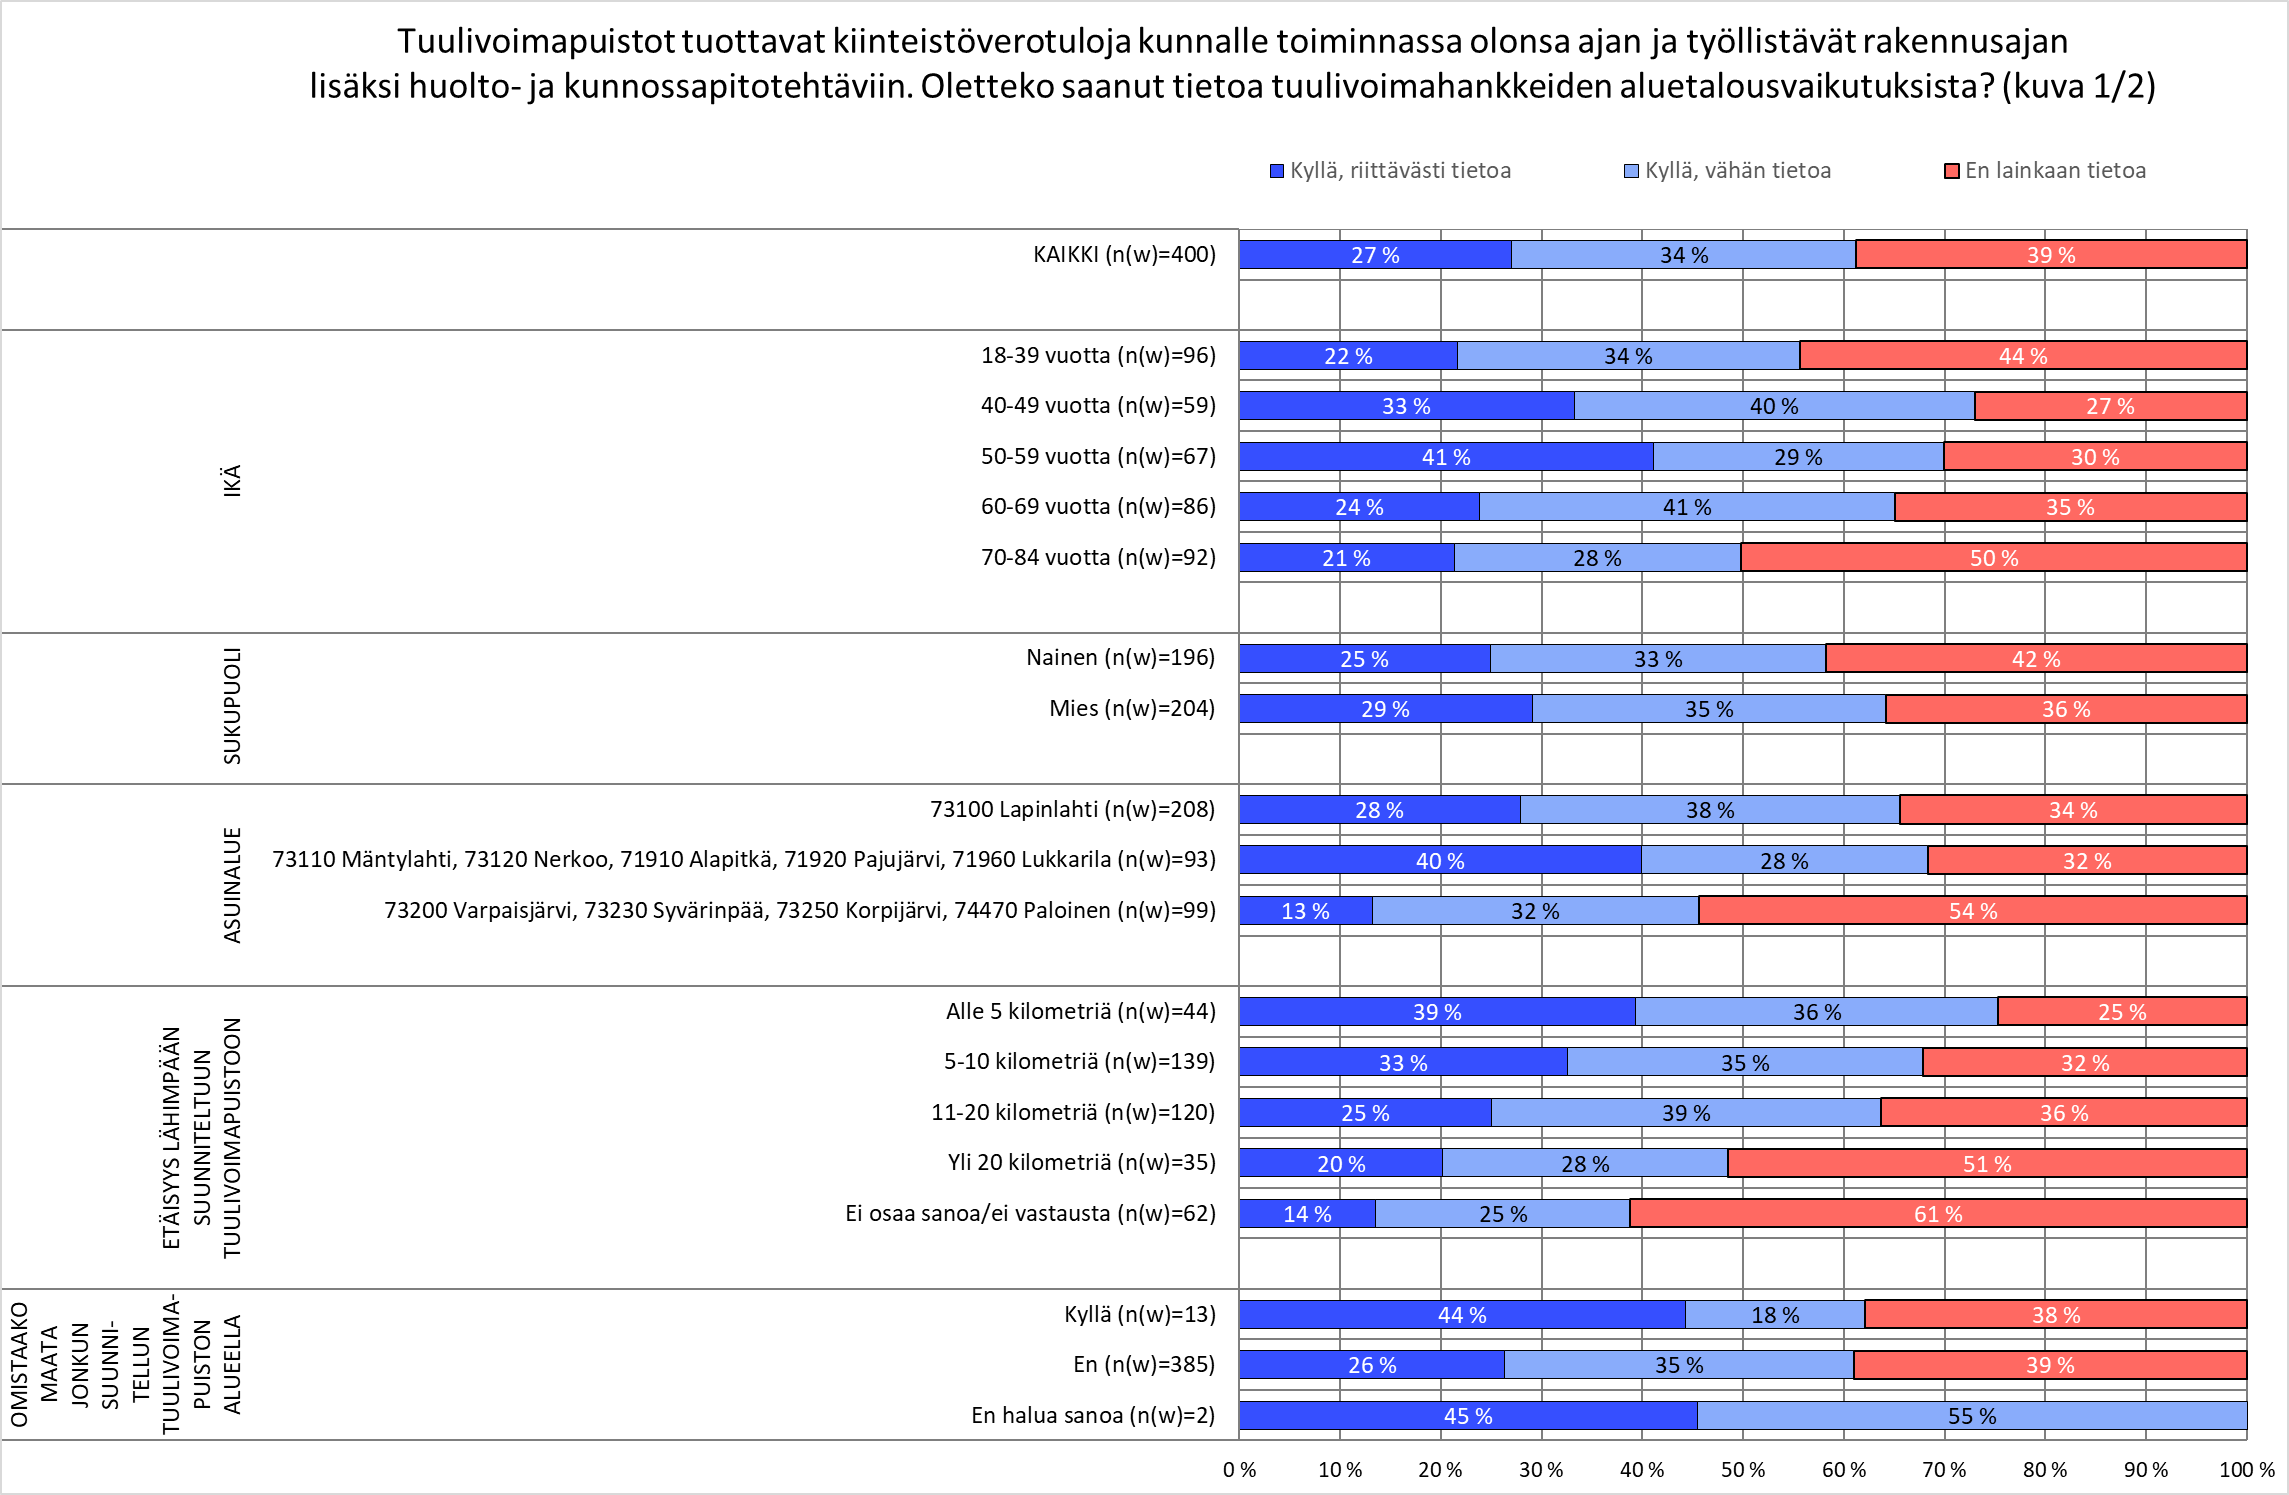 Tuulivoimapuistot tuottavat kiinteistöverotuloja kunnalle toiminnassa olonsa ajan ja työllistävät rakennusajan
lisäksi huolto- ja kunnossapitotehtäviin. Oletteko saanut tietoa tuulivoimahankkeiden aluetalousvaikutuksista? (kuva 1/2)
Kyllä, riittävästi tietoa Kyllä, vähän tietoa En lainkaan tietoa
KAIKKI (n(w)=400) 27 % 34 % 39 %
IKÄ
18-39 vuotta (n(w)=96) 22 % 34 % 44 %
40-49 vuotta (n(w)=59) 33 % 40 % 27 %
50-59 vuotta (n(w)=67) 41 % 29 % 30 %
60-69 vuotta (n(w)=86) 24 % 41 % 35 %
70-84 vuotta (n(w)=92) 21 % 28 % 50 %
SUKUPUOLI
Nainen (n(w)=196) 25 % 33 % 42 %
Mies (n(w)=204) 29 % 35 % 36 %
ASUINALUE
73100 Lapinlahti (n(w)=208) 28 % 38 % 34 %
73110 Mäntylahti, 73120 Nerkoo, 71910 Alapitkä, 71920 Pajujärvi, 71960 Lukkarila (n(w)=93) 40 % 28 % 32 %
73200 Varpaisjärvi, 73230 Syvärinpää, 73250 Korpijärvi, 74470 Paloinen (n(w)=99) 13 % 32 % 54 %
ETÄISYYS LÄHIMPÄÄN
SUUNNITELTUUN
TUULIVOIMAPUISTOON
Alle 5 kilometriä (n(w)=44) 39 % 36 % 25 %
5-10 kilometriä (n(w)=139) 33 % 35 % 32 %
11-20 kilometriä (n(w)=120) 25 % 39 % 36 %
Yli 20 kilometriä (n(w)=35) 20 % 28 % 51 %
Ei osaa sanoa/ei vastausta (n(w)=62) 14 % 25 % 61 %
OMISTAAKO
MAATA
JONKUN
SUUNNI-
TELLUN
TUULIVOIMA-
PUISTON
ALUEELLA
Kyllä (n(w)=13) 44 % 18 % 38 %
En (n(w)=385) 26 % 35 % 39 %
En halua sanoa (n(w)=2) 45 % 55 %
0 % 10 % 20 % 30 % 40 % 50 % 60 % 70 % 80 % 90 % 100 %